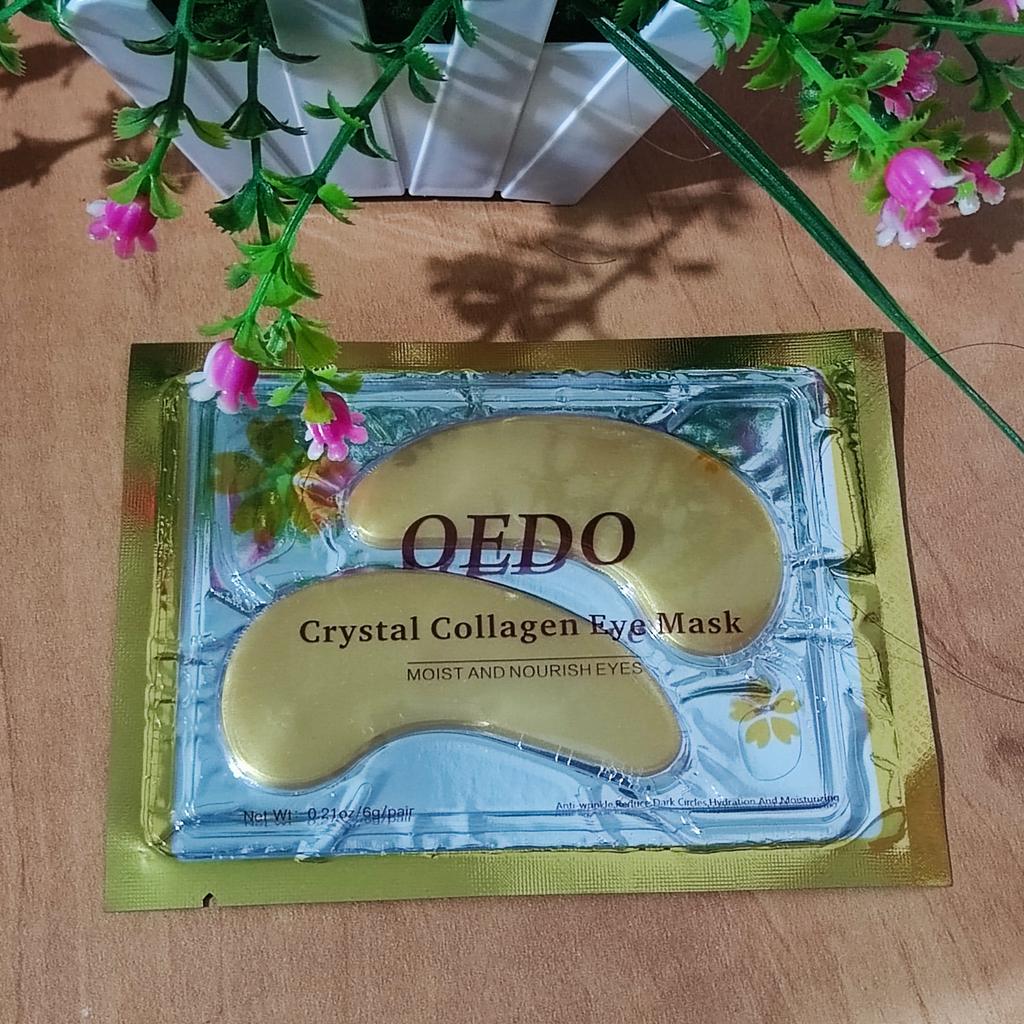 OEDO
Crystal Collagen Eye Mask
MOIST AND NOURISH EYES
Net Wt: 0.21oz/6g/pair
Anti-wrinkle,Reduce Dark Circles,Hydration And Moisturizing